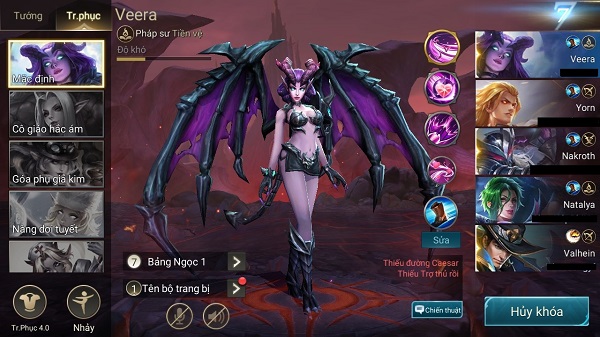 Tướng
Tr.phục
Veera
Pháp sư Tiền vệ
Độ khó
Mặc định
Cô giáo hắc ám
Góa phụ giả kim
Nàng dơi tuyết
7 Bảng Ngọc 1
1 Tên bộ trang bị
Tr.Phục 4.0
Nhảy
Sửa
Thiếu đường Caesar
Thiếu Trợ thủ rồi
Chiến thuật
7
Veera
Yorn
Nakroth
Natalya
Valhein
Hủy khóa